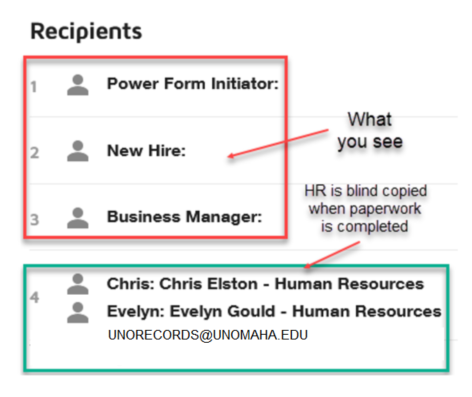 Recipients
1 Power Form Initiator:
What
you see
2 New Hire:
HR is blind copied
when paperwork
is completed
3 Business Manager:
4 Chris: Chris Elston - Human Resources
Evelyn: Evelyn Gould - Human Resources
UNORECORDS@UNOMAHA.EDU